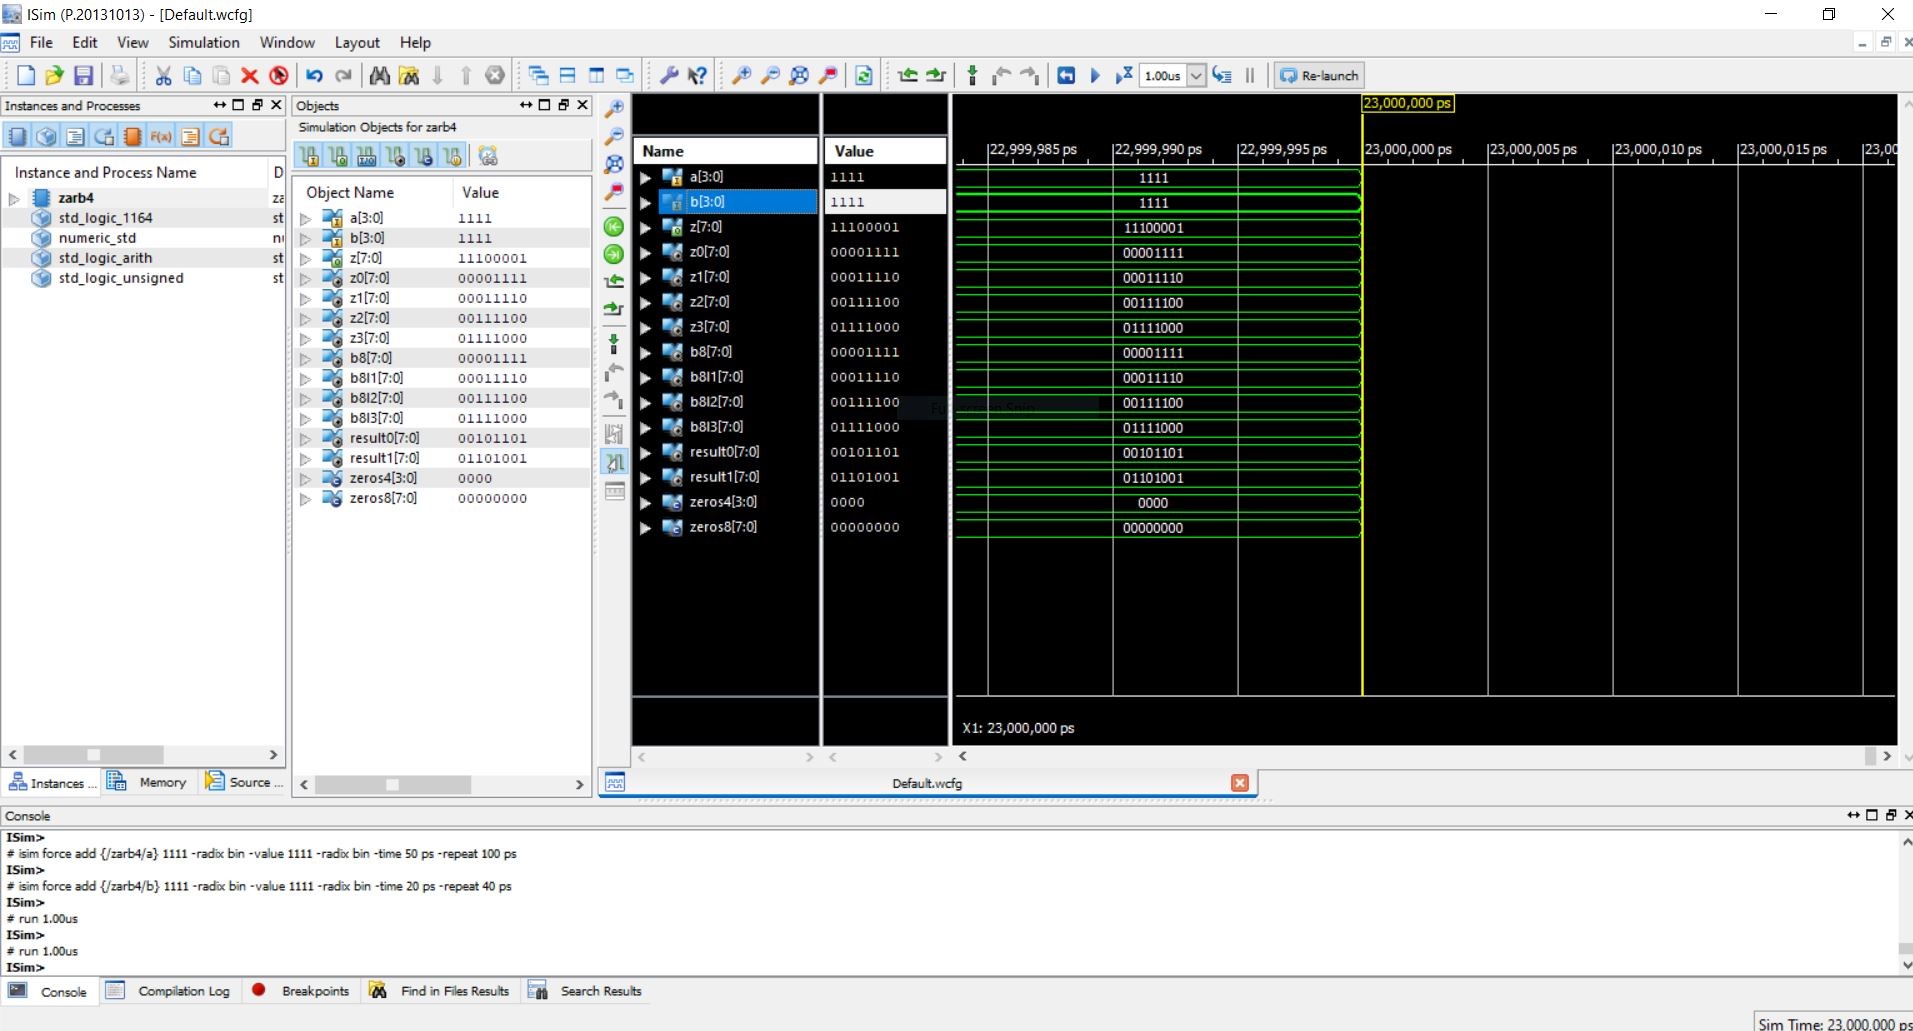 ISim (P.20131013) - [Default.wcfg]
File Edit View Simulation Window Layout Help
1.00us Re-launch
Instances and Processes
F(x)
Instance and Process Name D
zarb4 za
std_logic_1164 st
numeric_std nu
std_logic_arith st
std_logic_unsigned st
Instances ... Memory Source ...
Objects
Simulation Objects for zarb4
Object Name Value
a[3:0] 1111
b[3:0] 1111
z[7:0] 11100001
z0[7:0] 00001111
z1[7:0] 00011110
z2[7:0] 00111100
z3[7:0] 01111000
b8[7:0] 00001111
b8l1[7:0] 00011110
b8l2[7:0] 00111100
b8l3[7:0] 01111000
result0[7:0] 00101101
result1[7:0] 01101001
zeros4[3:0] 0000
zeros8[7:0] 00000000
23,000,000 ps
22,999,985 ps 22,999,990 ps 22,999,995 ps 23,000,000 ps 23,000,005 ps 23,000,010 ps 23,000,015 ps 23,00
Name Value
a[3:0] 1111 1111
b[3:0] 1111 1111
z[7:0] 11100001 11100001
z0[7:0] 00001111 00001111
z1[7:0] 00011110 00011110
z2[7:0] 00111100 00111100
z3[7:0] 01111000 01111000
b8[7:0] 00001111 00001111
b8l1[7:0] 00011110 00011110
b8l2[7:0] 00111100 00111100
b8l3[7:0] 01111000 01111000
result0[7:0] 00101101 00101101
result1[7:0] 01101001 01101001
zeros4[3:0] 0000 0000
zeros8[7:0] 00000000 00000000
X1: 23,000,000 ps
Default.wcfg
Console
ISim>
# isim force add {/zarb4/a} 1111 -radix bin -value 1111 -radix bin -time 50 ps -repeat 100 ps
ISim>
# isim force add {/zarb4/b} 1111 -radix bin -value 1111 -radix bin -time 20 ps -repeat 40 ps
ISim>
# run 1.00us
ISim>
# run 1.00us
ISim>
Console Compilation Log Breakpoints Find in Files Results Search Results
Sim Time: 23,000,000 ps